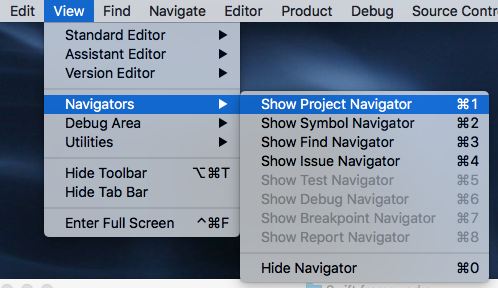 Edit View Find Navigate Editor Product Debug Source Contr
Standard Editor
Assistant Editor
Version Editor
Navigators
Debug Area
Utilities
Hide Toolbar ⌥⌘T
Hide Tab Bar
Enter Full Screen ^⌘F
Show Project Navigator ⌘1
Show Symbol Navigator ⌘2
Show Find Navigator ⌘3
Show Issue Navigator ⌘4
Show Test Navigator ⌘5
Show Debug Navigator ⌘6
Show Breakpoint Navigator ⌘7
Show Report Navigator ⌘8
Hide Navigator ⌘0